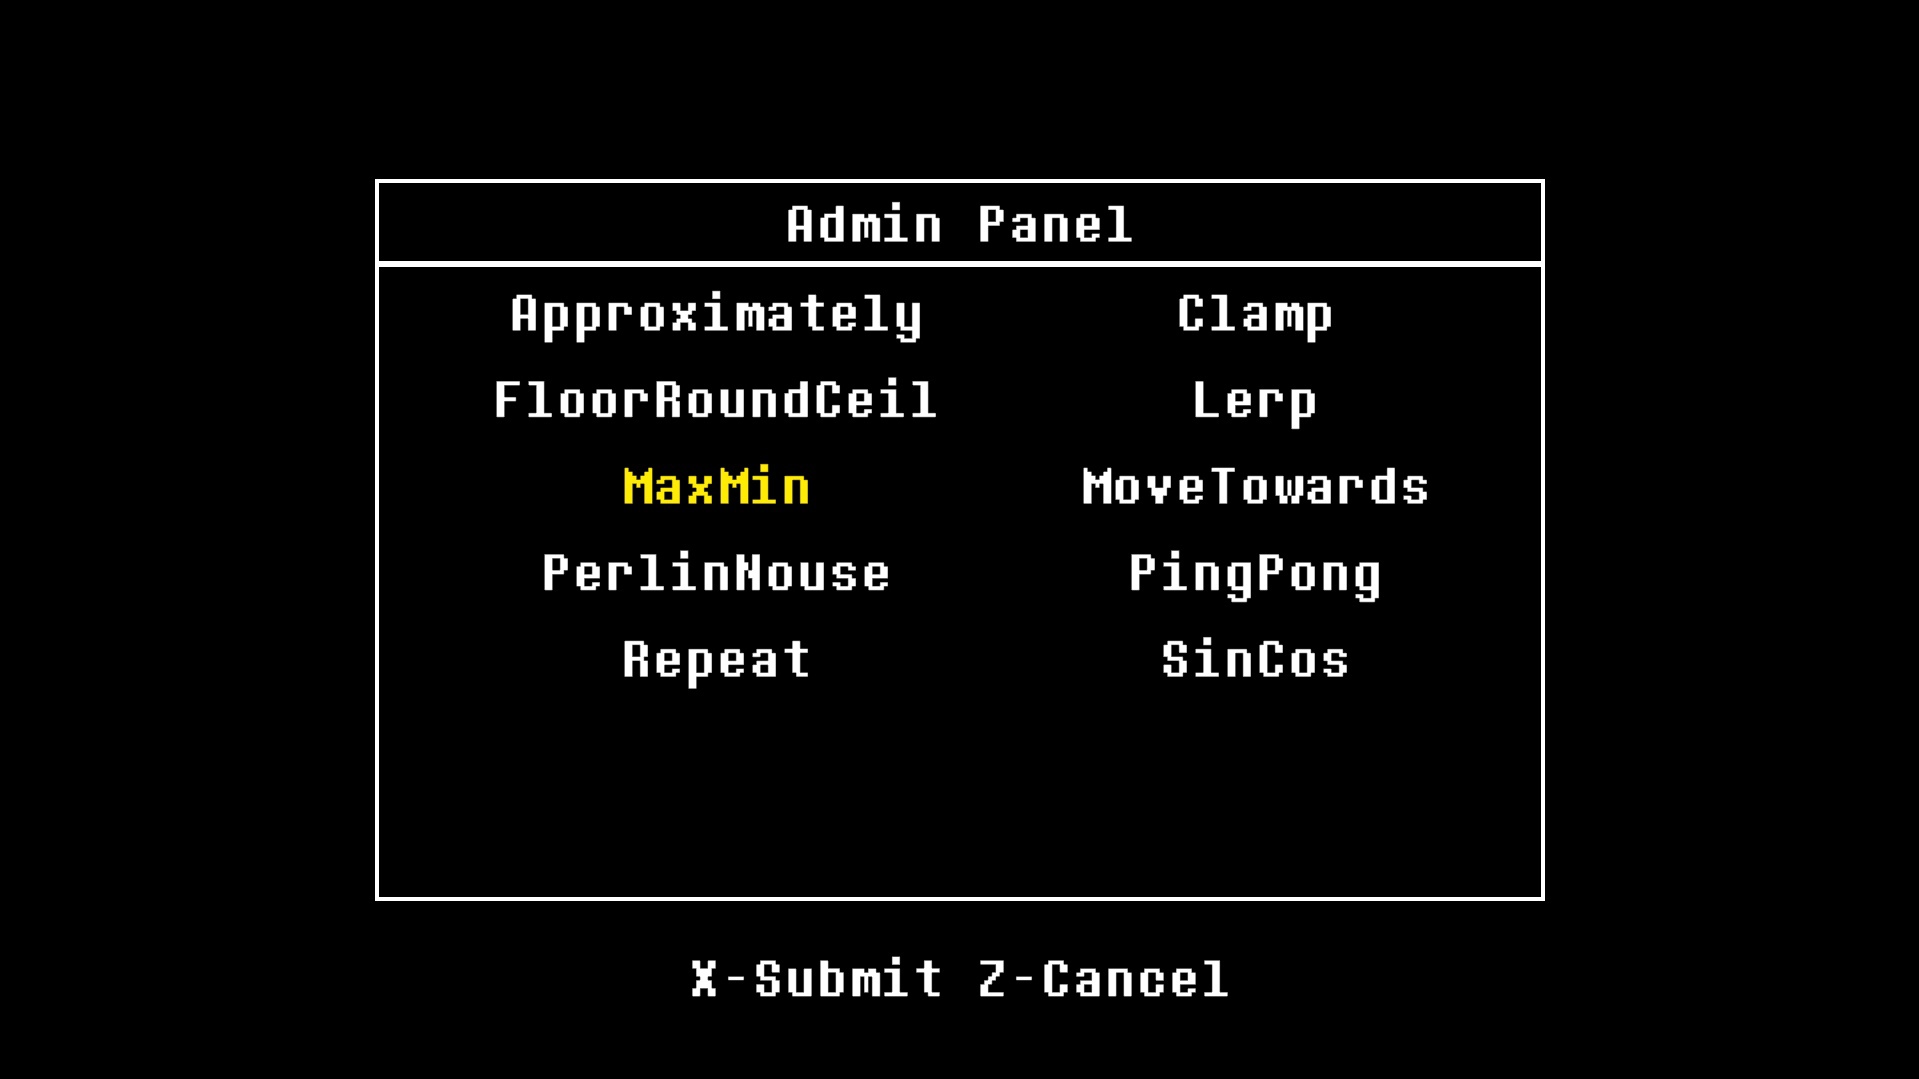 Admin Panel
Approximately Clamp
FloorRoundCeil Lerp
MaxMin MoveTowards
PerlinNouse PingPong
Repeat SinCos
X-Submit Z-Cancel